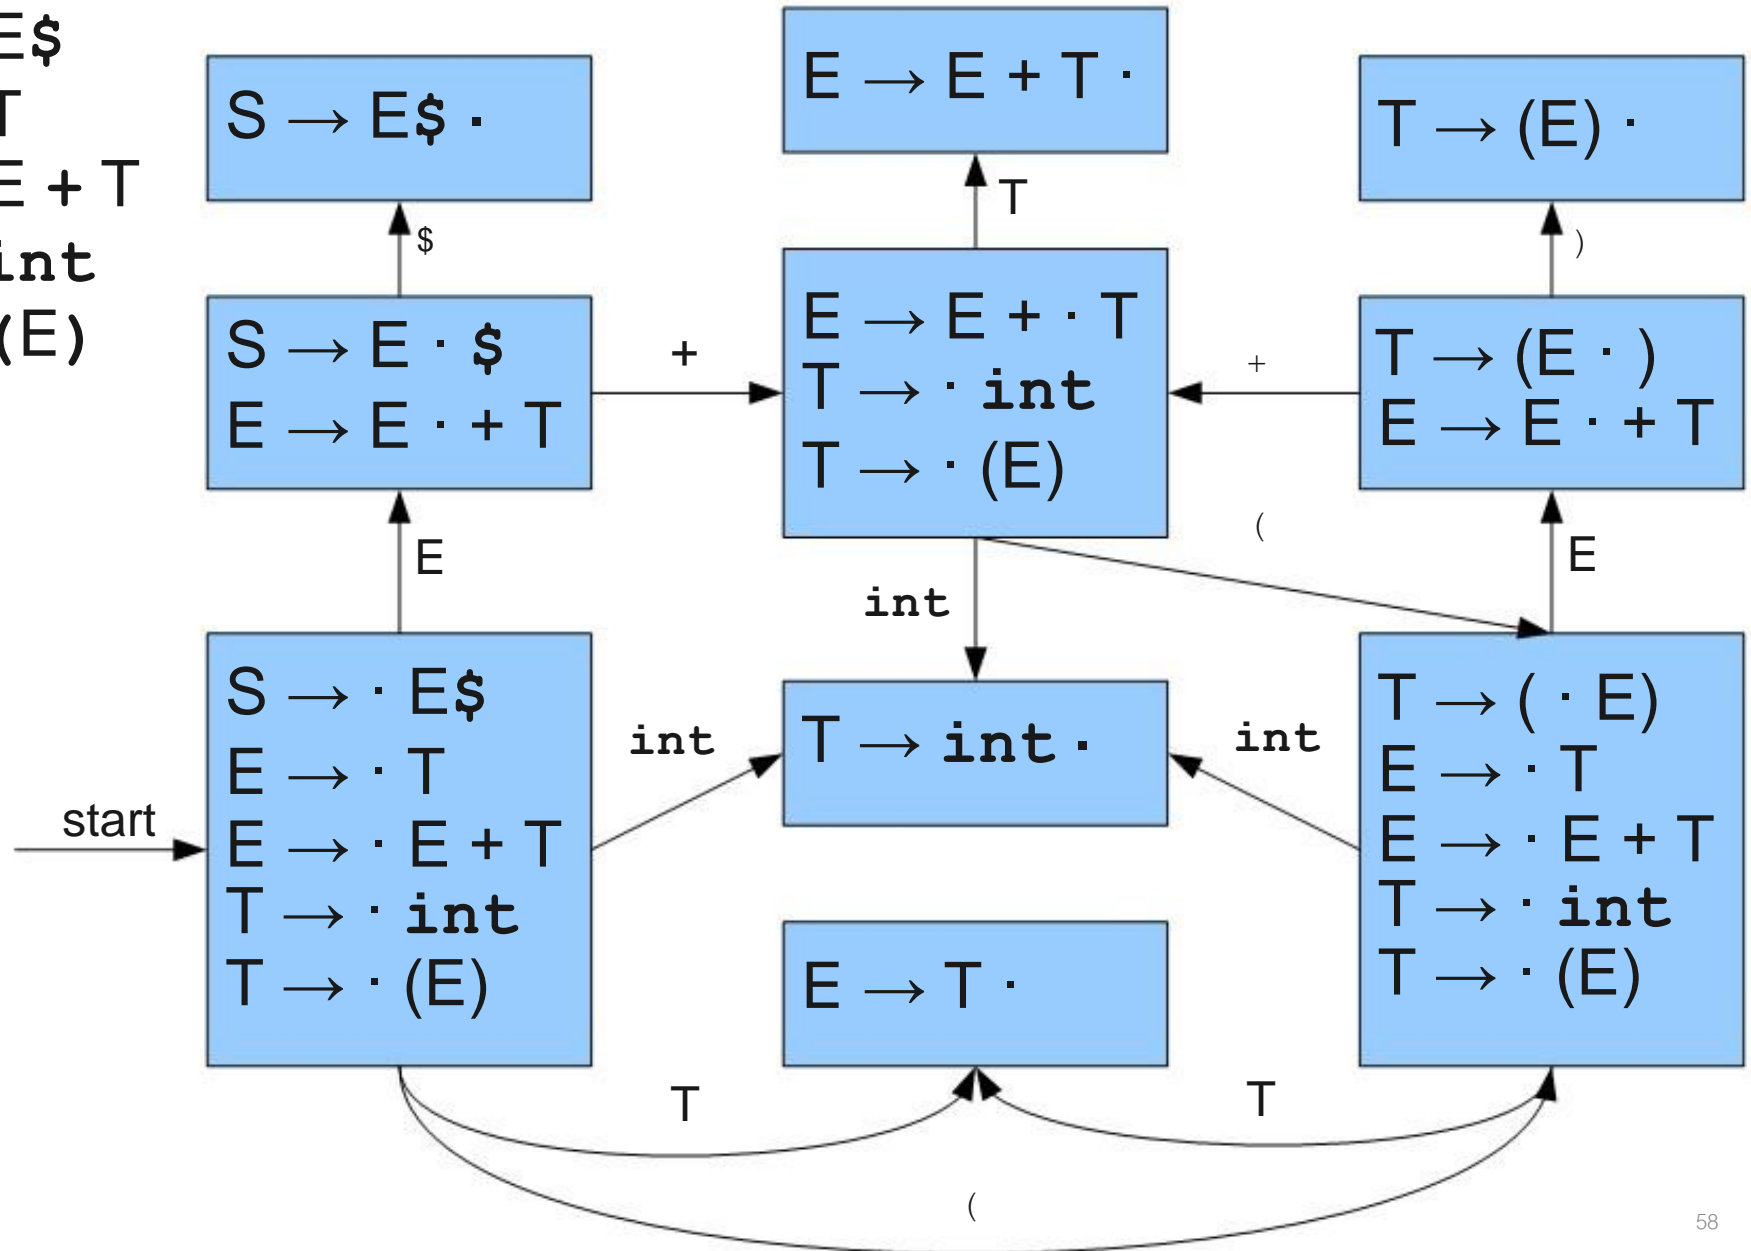 E$
T
E + T
int
(E)
S → E$ ·
E → E + T ·
T → (E) ·
$
T
)
S → E · $
E → E · + T
+
E → E + · T
T → · int
T → · (E)
+
T → (E · )
E → E · + T
E
int
(
E
start
S → · E$
E → · T
E → · E + T
T → · int
T → · (E)
int
T → int ·
int
T → ( · E)
E → · T
E → · E + T
T → · int
T → · (E)
E → T ·
T
T
(
58